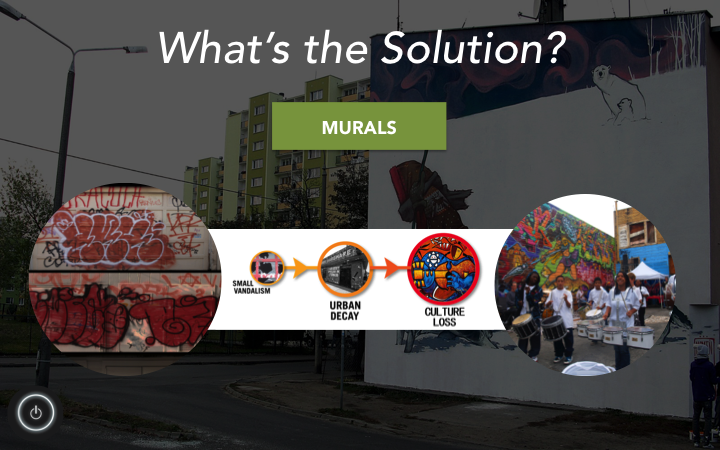 What's the Solution?
MURALS
SMALL
VANDALISM
URBAN
DECAY
CULTURE
LOSS